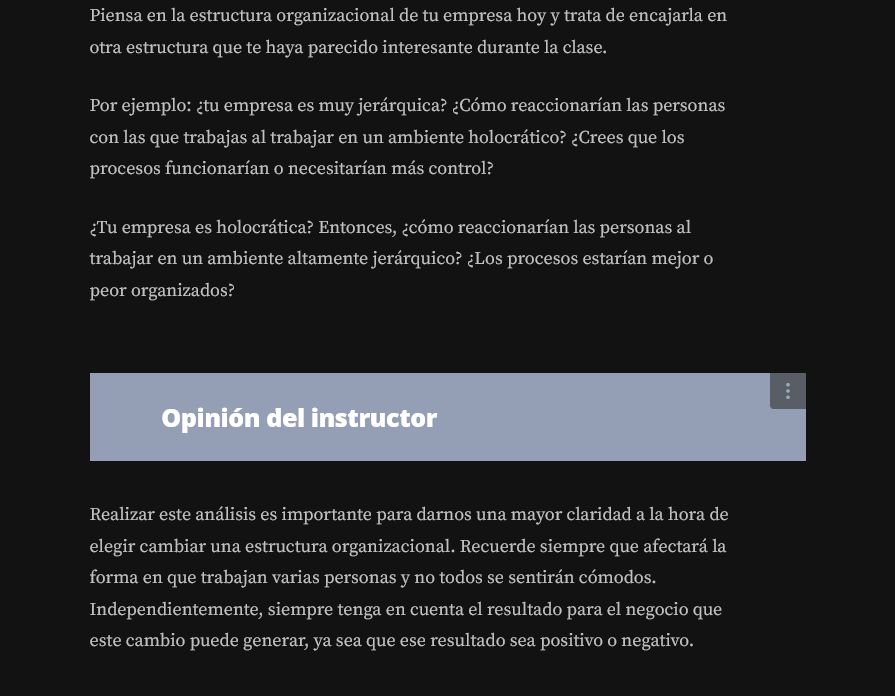 Piensa en la estructura organizacional de tu empresa hoy y trata de encajarla en
otra estructura que te haya parecido interesante durante la clase.
Por ejemplo: ¿tu empresa es muy jerárquica? ¿Cómo reaccionarían las personas
con las que trabajas al trabajar en un ambiente holocrático? ¿Crees que los
procesos funcionarían o necesitarían más control?
¿Tu empresa es holocrática? Entonces, ¿cómo reaccionarían las personas al
trabajar en un ambiente altamente jerárquico? ¿Los procesos estarían mejor o
peor organizados?
Opinión del instructor
Realizar este análisis es importante para darnos una mayor claridad a la hora de
elegir cambiar una estructura organizacional. Recuerde siempre que afectará la
forma en que trabajan varias personas y no todos se sentirán cómodos.
Independientemente, siempre tenga en cuenta el resultado para el negocio que
este cambio puede generar, ya sea que ese resultado sea positivo o negativo.